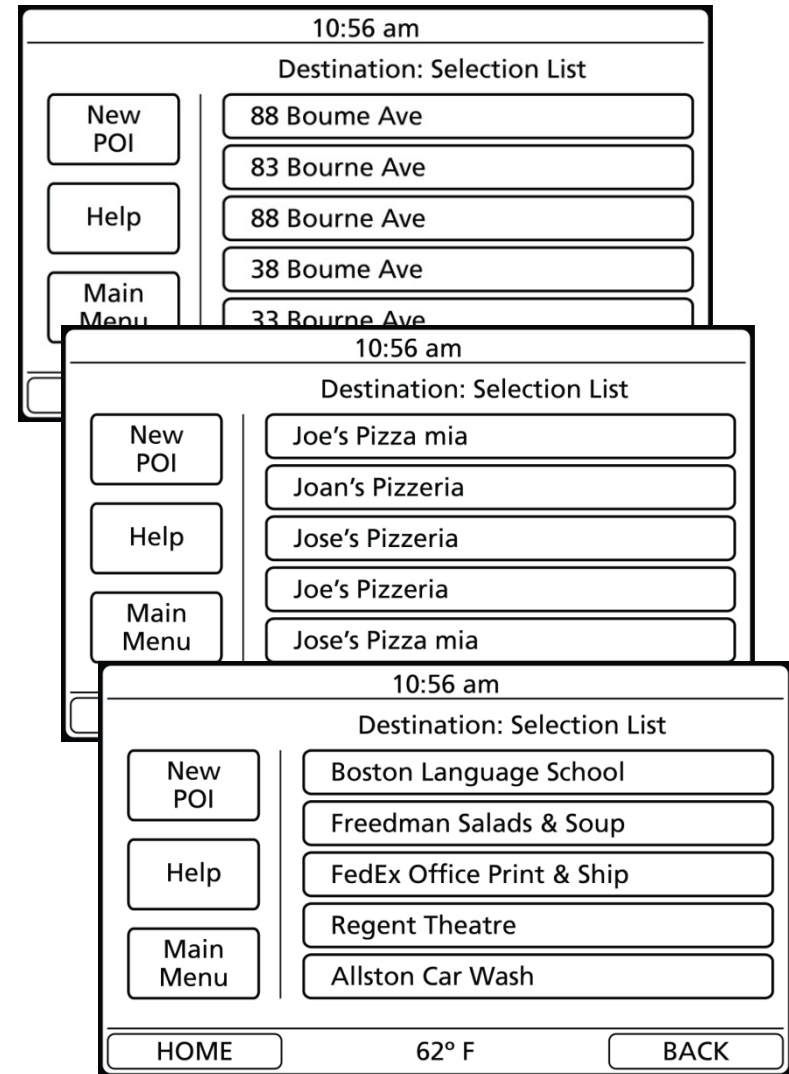 10:56 am
Destination: Selection List
New
POI
Help
Main
Menu
88 Boume Ave
83 Bourne Ave
88 Bourne Ave
38 Boume Ave
33 Bourne Ave
10:56 am
Destination: Selection List
New
POI
Help
Main
Menu
Joe's Pizza mia
Joan's Pizzeria
Jose's Pizzeria
Joe's Pizzeria
Jose's Pizza mia
10:56 am
Destination: Selection List
New
POI
Help
Main
Menu
Boston Language School
Freedman Salads & Soup
FedEx Office Print & Ship
Regent Theatre
Allston Car Wash
HOME
62° F
BACK